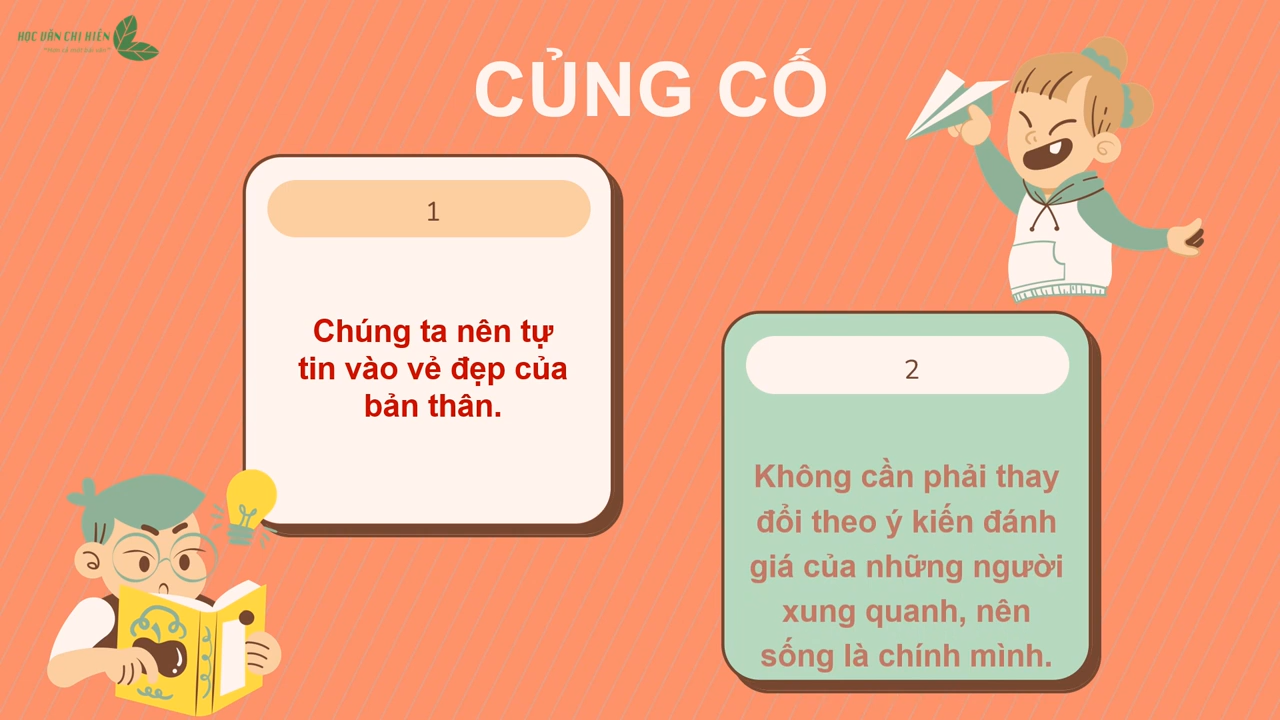 HỌC VĂN CHỊ HIÊN
CỦNG CỐ
1
Chúng ta nên tự
tin vào vẻ đẹp của
bản thân.
2
Không cần phải thay
đổi theo ý kiến đánh
giá của những người
xung quanh, nên
sống là chính mình.